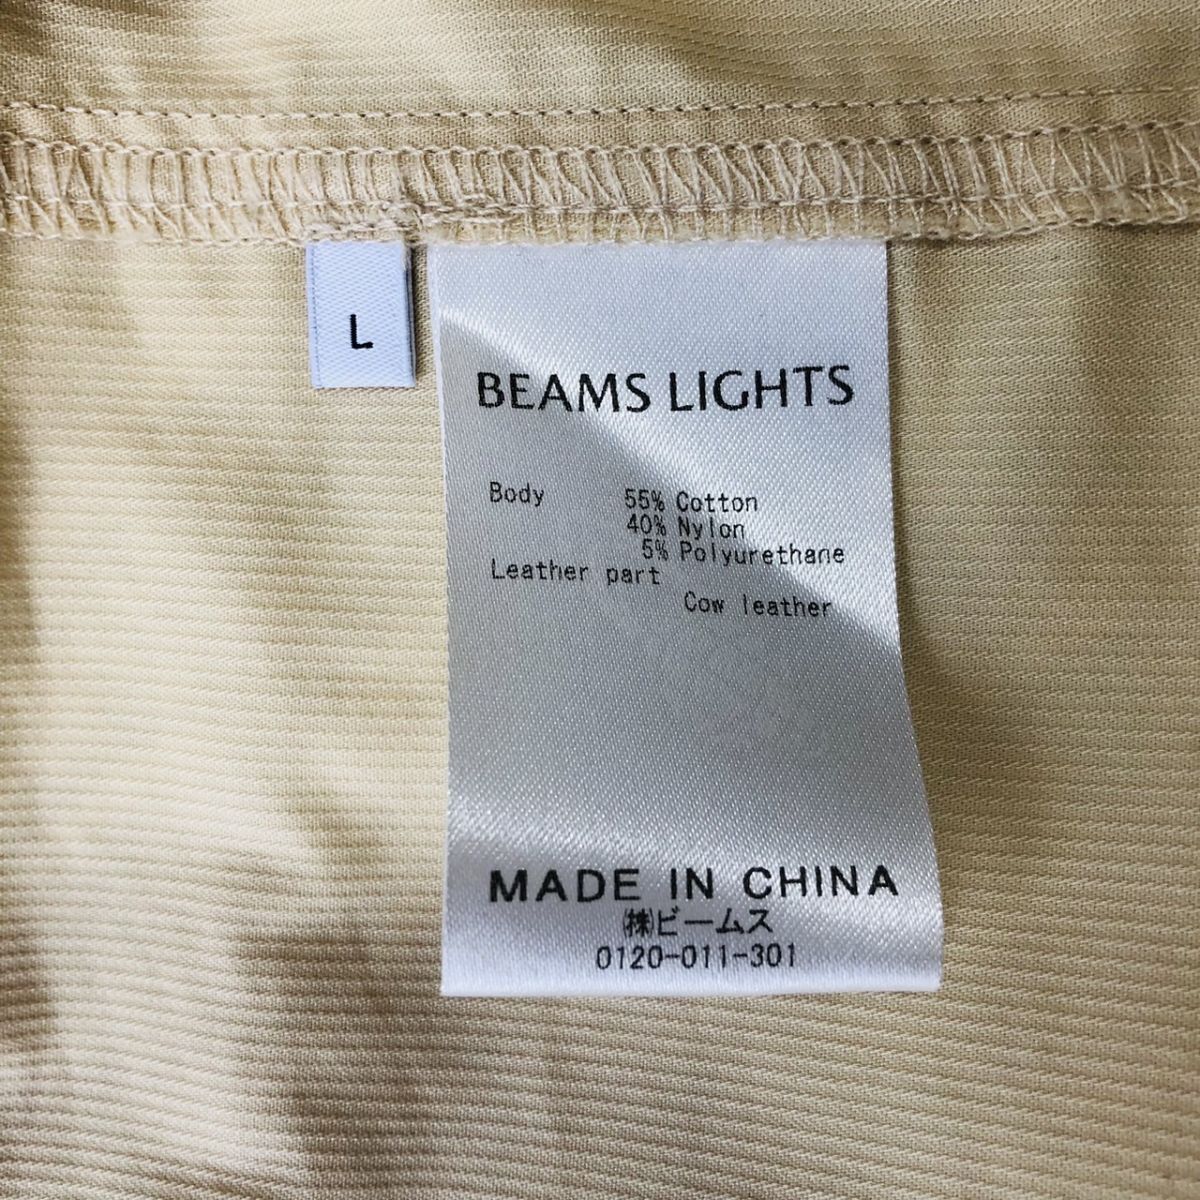 L
BEAMS LIGHTS
Body 55% Cotton
40% Nylon
5% Polyurethane
Leather part
Cow leather
MADE IN CHINA
㈱ビームス
0120-011-301